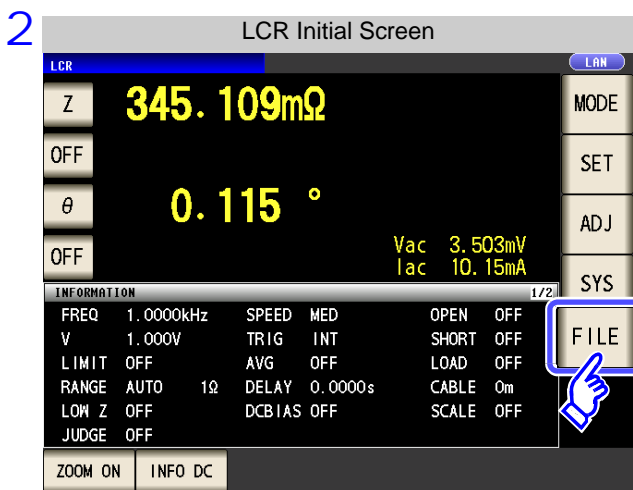 2
LCR Initial Screen
LCR
LAN
Z 345.109mΩ
MODE
OFF
SET
θ 0.115 °
ADJ
OFF
Vac 3.503mV
Iac 10.15mA
SYS
INFORMATION 1/2
FREQ 1.0000kHz SPEED MED OPEN OFF
FILE
V 1.000V TRIG INT SHORT OFF
LIMIT OFF AVG OFF LOAD OFF
RANGE AUTO 1Ω DELAY 0.0000s CABLE 0m
LOW Z OFF DCBIAS OFF SCALE OFF
JUDGE OFF
ZOOM ON INFO DC